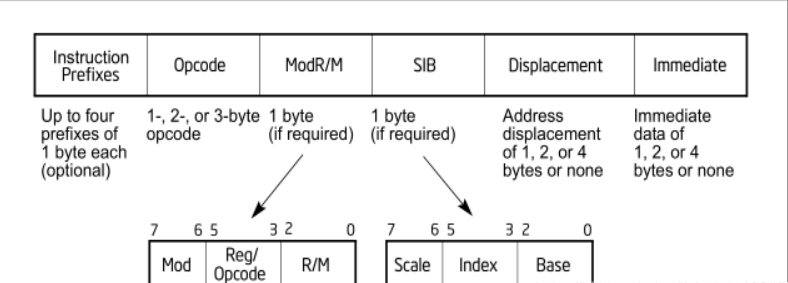 Instruction Prefixes
Opcode
ModR/M
SIB
Displacement
Immediate
Up to four
prefixes of
1 byte each
(optional)
1-, 2-, or 3-byte
opcode
1 byte
(if required)
1 byte
(if required)
Address
displacement
of 1, 2, or 4
bytes or none
Immediate
data of
1, 2, or 4
bytes or none
7 6 5 3 2 0
Mod
Reg/
Opcode
R/M
7 6 5 3 2 0
Scale
Index
Base